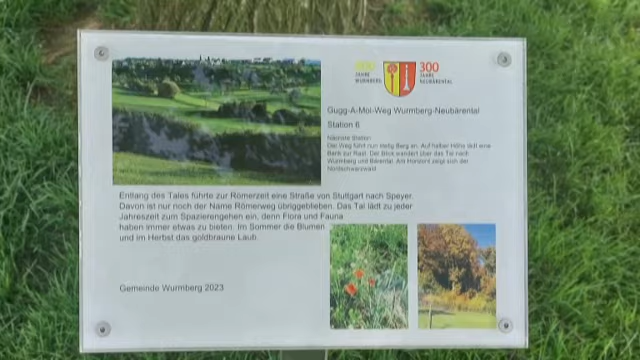 JAHRE
WURMBERG
300
JAHRE
NEUBÄRENTAL
Gugg-A-Mol-Weg Wurmberg-Neubärental
Station 6
Nächste Station
Der Weg führt nun stetig Berg an. Auf halber Höhe lädt eine
Bank zur Rast. Der Blick wandert über das Tal nach
Wurmberg und Bärental. Am Horizont zeigt sich der
Nordschwarzwald.
Entlang des Tales führte zur Römerzeit eine Straße von Stuttgart nach Speyer.
Davon ist nur noch der Name Römerweg übriggeblieben. Das Tal lädt zu jeder
Jahreszeit zum Spazierengehen ein, denn Flora und Fauna
haben immer etwas zu bieten. Im Sommer die Blumen
und im Herbst das goldbraune Laub.
Gemeinde Wurmberg 2023